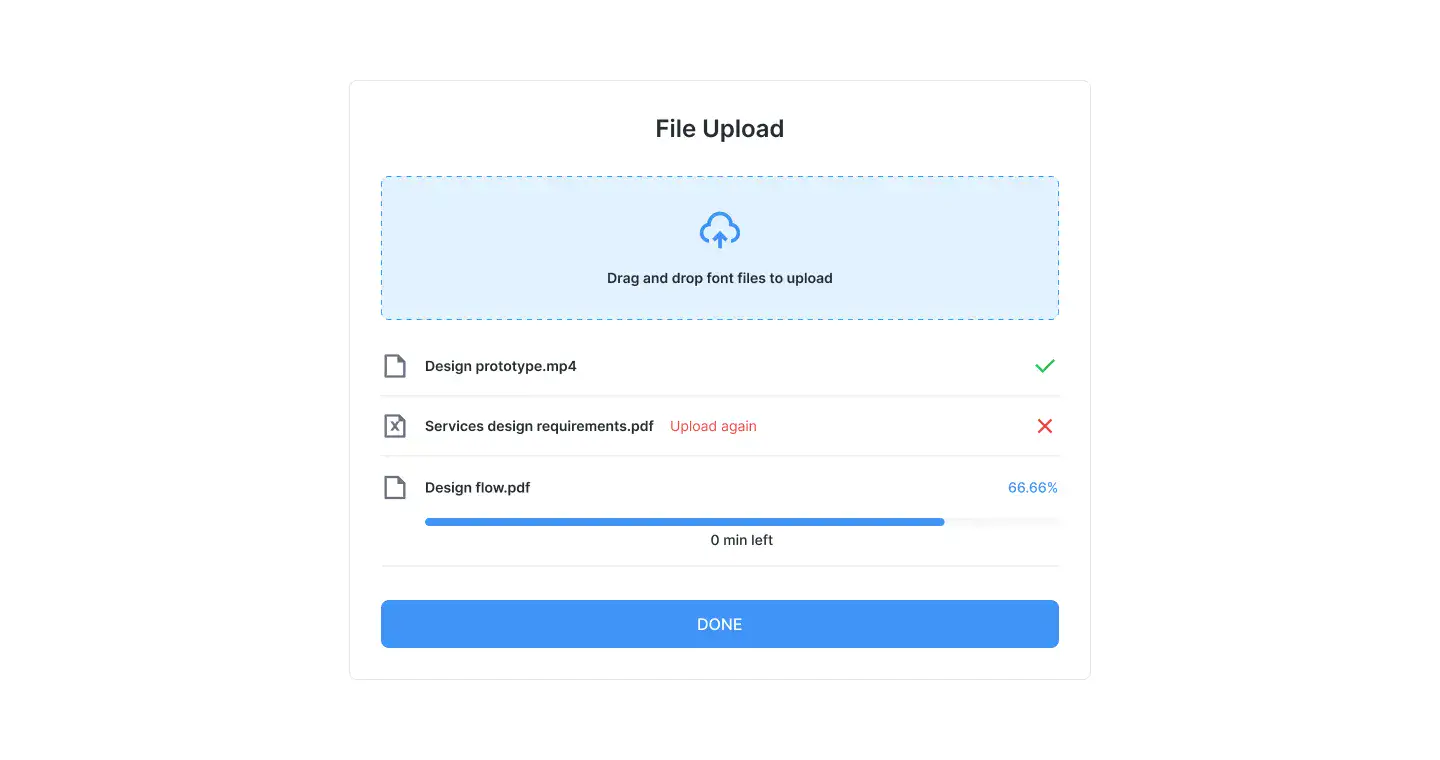 File Upload
Drag and drop font files to upload
Design prototype.mp4
Services design requirements.pdf Upload again
Design flow.pdf 66.66%
0 min left
DONE